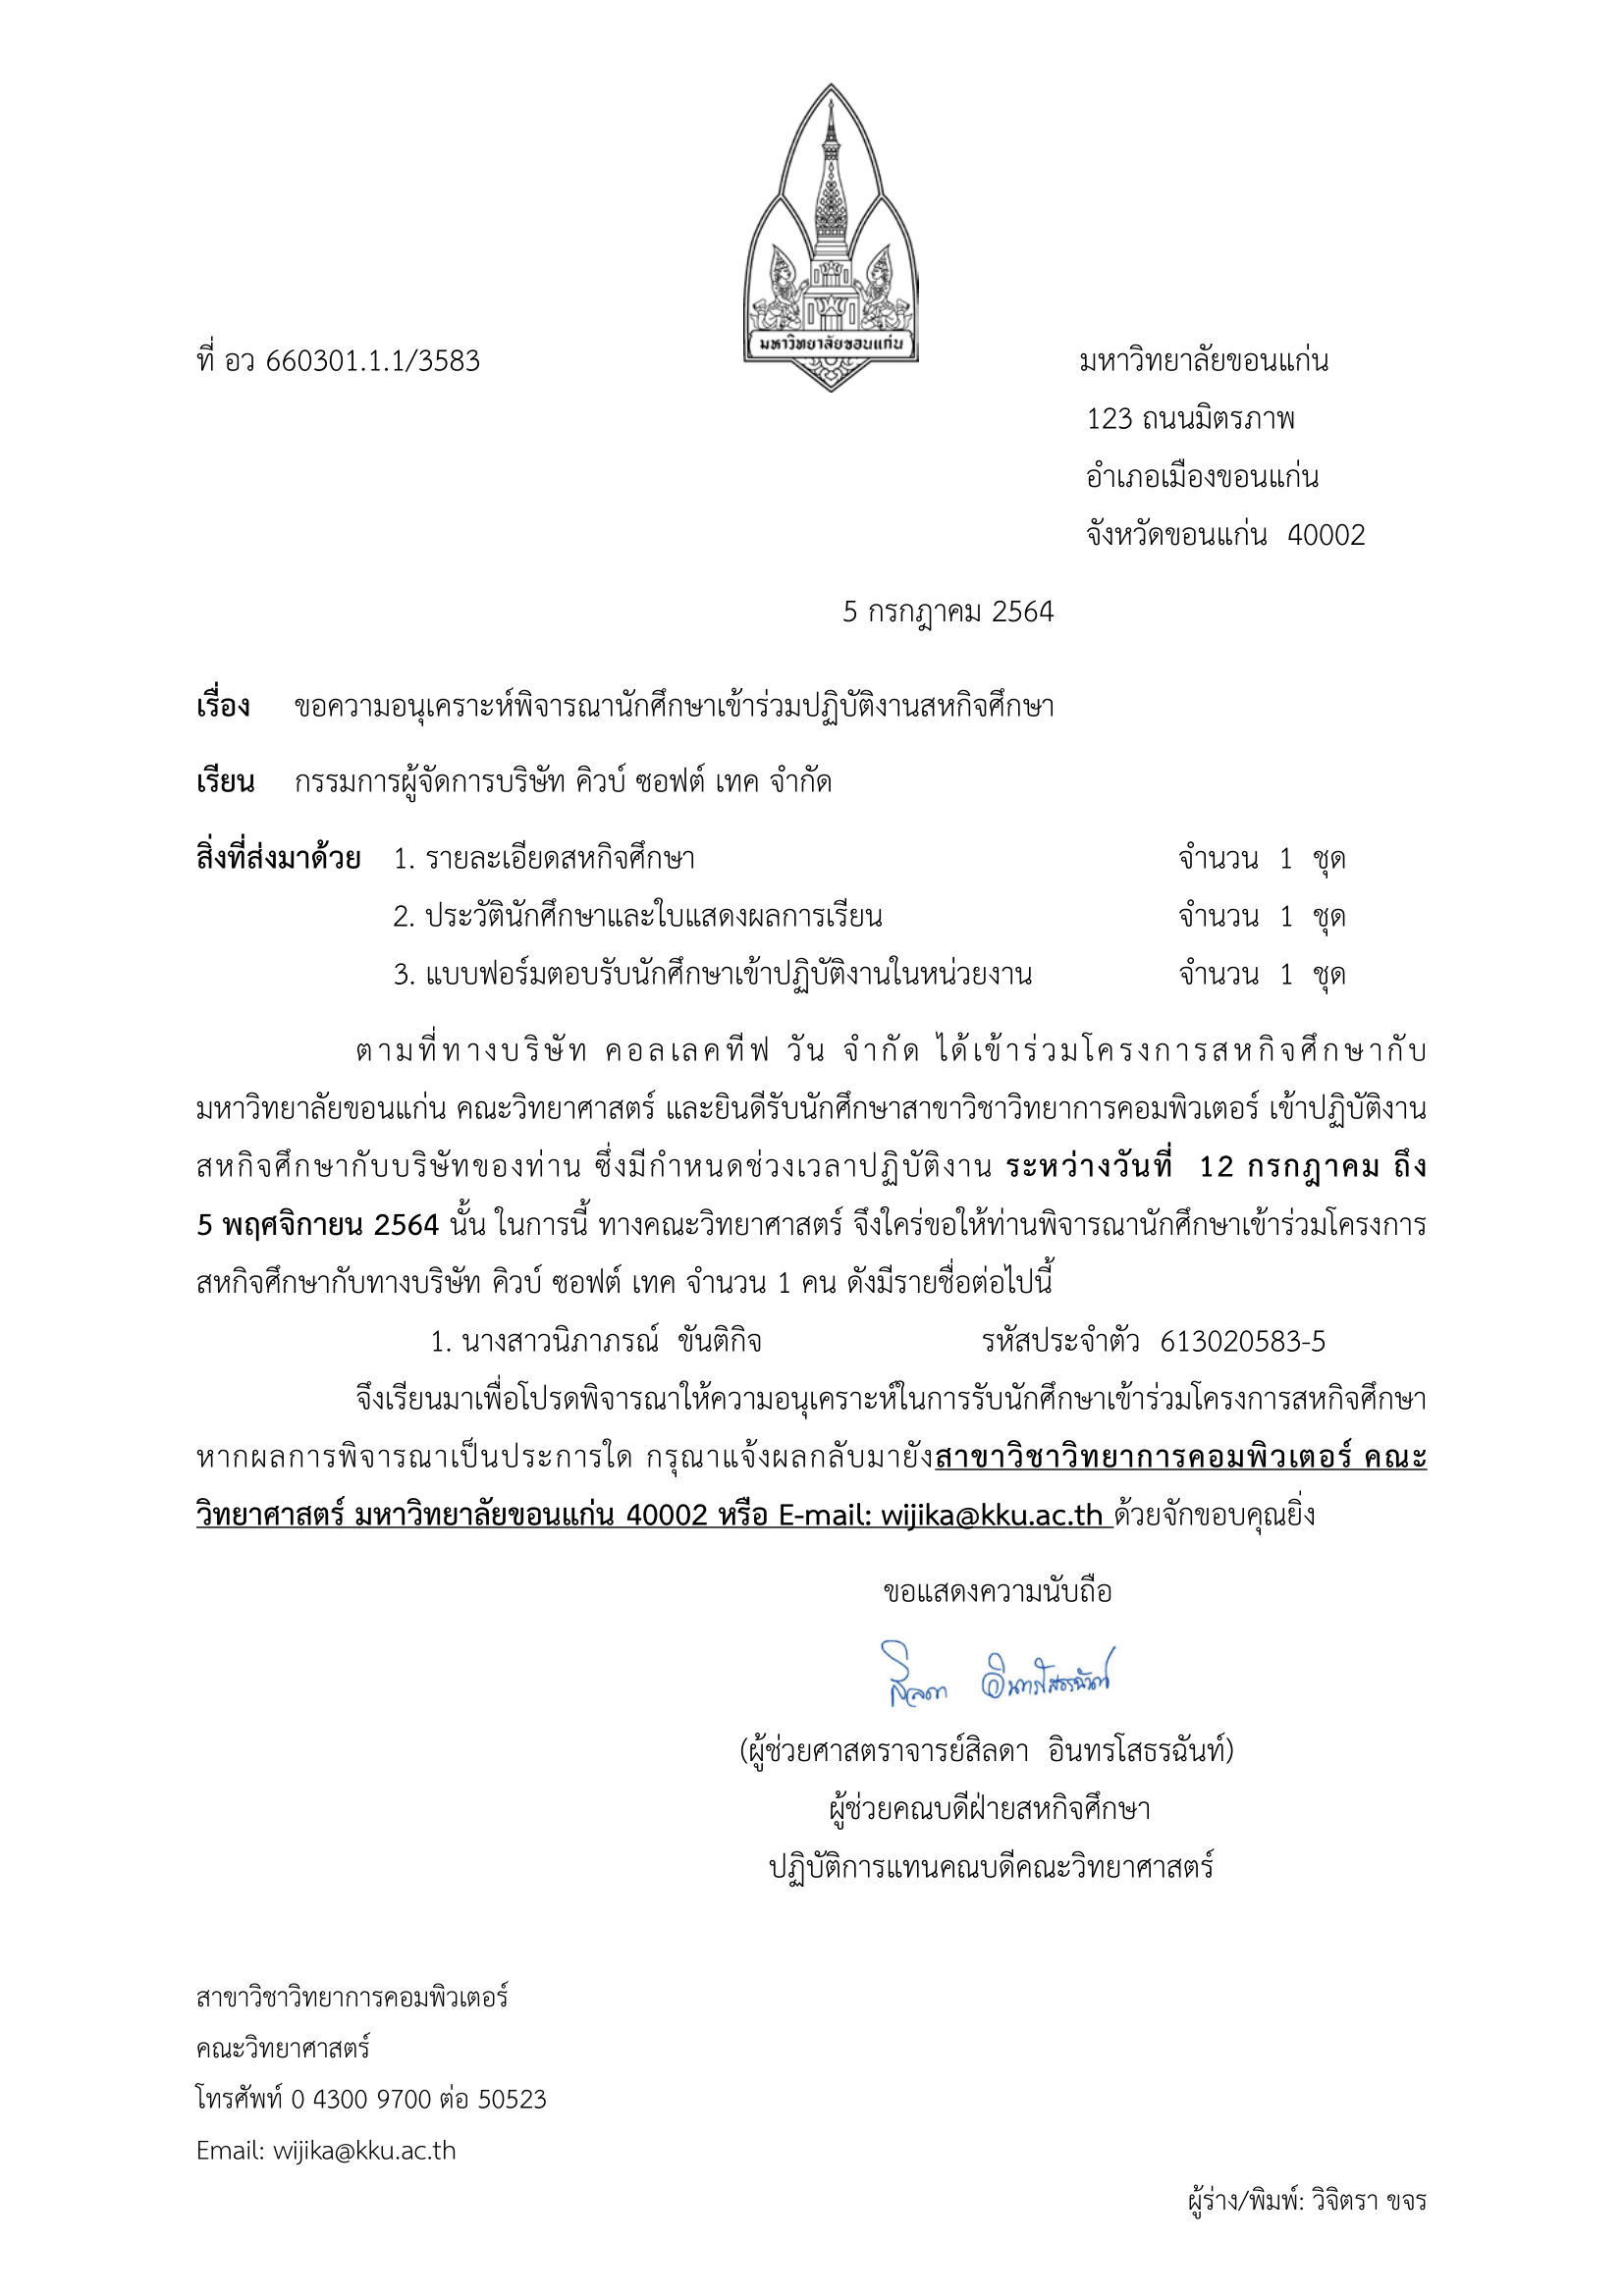 มหาวิทยาลัยขอนแก่น
ที่ อว 660301.1.1/3583
มหาวิทยาลัยขอนแก่น
123 ถนนมิตรภาพ
อำเภอเมืองขอนแก่น
จังหวัดขอนแก่น 40002
5 กรกฎาคม 2564
เรื่อง ขอความอนุเคราะห์พิจารณานักศึกษาเข้าร่วมปฏิบัติงานสหกิจศึกษา
เรียน กรรมการผู้จัดการบริษัท คิวบ์ ซอฟต์ เทค จำกัด
สิ่งที่ส่งมาด้วย 1. รายละเอียดสหกิจศึกษา จำนวน 1 ชุด
2. ประวัตินักศึกษาและใบแสดงผลการเรียน จำนวน 1 ชุด
3. แบบฟอร์มตอบรับนักศึกษาเข้าปฏิบัติงานในหน่วยงาน จำนวน 1 ชุด
ตามที่ทางบริษัท คอลเลคทีฟ วัน จำกัด ได้เข้าร่วมโครงการสหกิจศึกษากับ
มหาวิทยาลัยขอนแก่น คณะวิทยาศาสตร์ และยินดีรับนักศึกษาสาขาวิชาวิทยาการคอมพิวเตอร์ เข้าปฏิบัติงาน
สหกิจศึกษากับบริษัทของท่าน ซึ่งมีกำหนดช่วงเวลาปฏิบัติงาน ระหว่างวันที่ 12 กรกฎาคม ถึง
5 พฤศจิกายน 2564 นั้น ในการนี้ ทางคณะวิทยาศาสตร์ จึงใคร่ขอให้ท่านพิจารณานักศึกษาเข้าร่วมโครงการ
สหกิจศึกษากับทางบริษัท คิวบ์ ซอฟต์ เทค จำนวน 1 คน ดังมีรายชื่อต่อไปนี้
1. นางสาวนิภาภรณ์ ขันติกิจ รหัสประจำตัว 613020583-5
จึงเรียนมาเพื่อโปรดพิจารณาให้ความอนุเคราะห์ในการรับนักศึกษาเข้าร่วมโครงการสหกิจศึกษา
หากผลการพิจารณาเป็นประการใด กรุณาแจ้งผลกลับมายังสาขาวิชาวิทยาการคอมพิวเตอร์ คณะ
วิทยาศาสตร์ มหาวิทยาลัยขอนแก่น 40002 หรือ E-mail: wijika@kku.ac.th ด้วยจักขอบคุณยิ่ง
ขอแสดงความนับถือ
สิลดา อินทรโสธรฉันท์
(ผู้ช่วยศาสตราจารย์สิลดา อินทรโสธรฉันท์)
ผู้ช่วยคณบดีฝ่ายสหกิจศึกษา
ปฏิบัติการแทนคณบดีคณะวิทยาศาสตร์
สาขาวิชาวิทยาการคอมพิวเตอร์
คณะวิทยาศาสตร์
โทรศัพท์ 0 4300 9700 ต่อ 50523
Email: wijika@kku.ac.th
ผู้ร่าง/พิมพ์: วิจิตรา ขจร